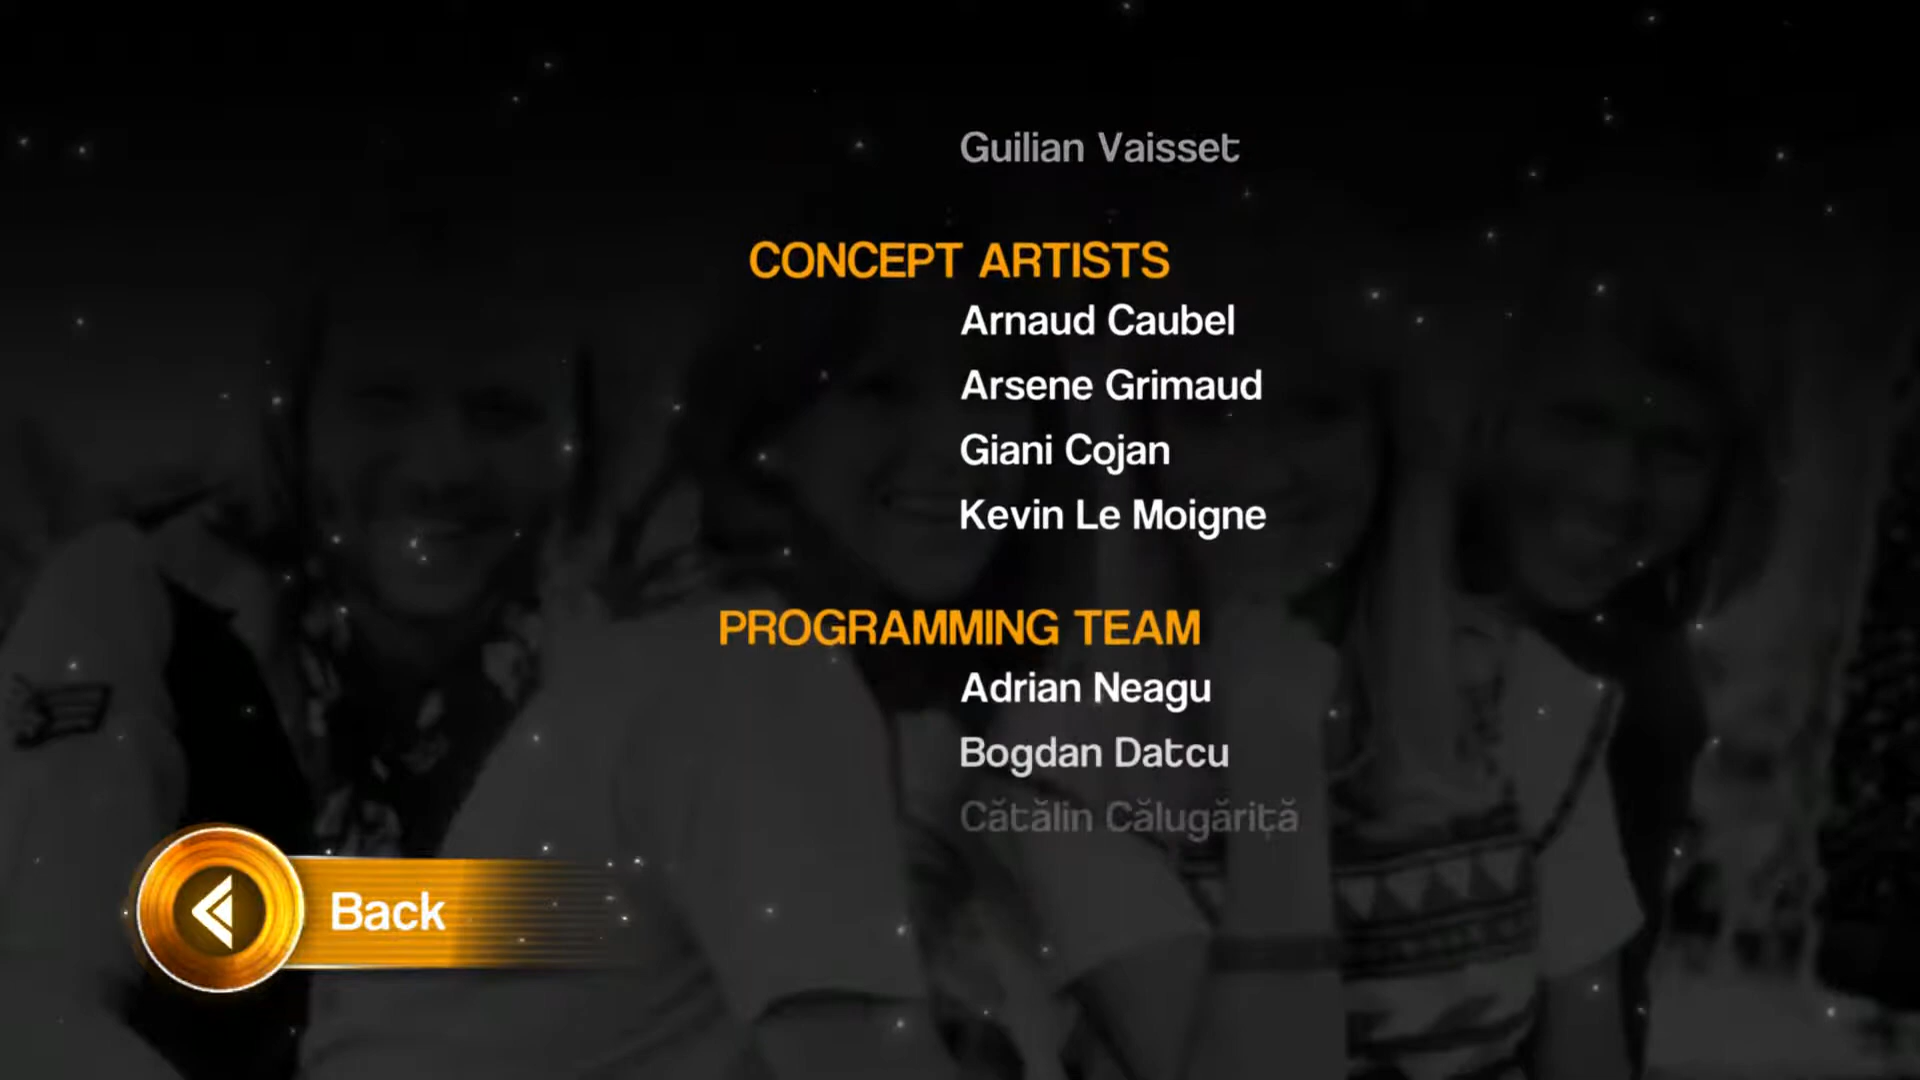 Guilian Vaisset
CONCEPT ARTISTS
Arnaud Caubel
Arsene Grimaud
Giani Cojan
Kevin Le Moigne
PROGRAMMING TEAM
Adrian Neagu
Bogdan Datcu
Cătălin Călugăriță
Back